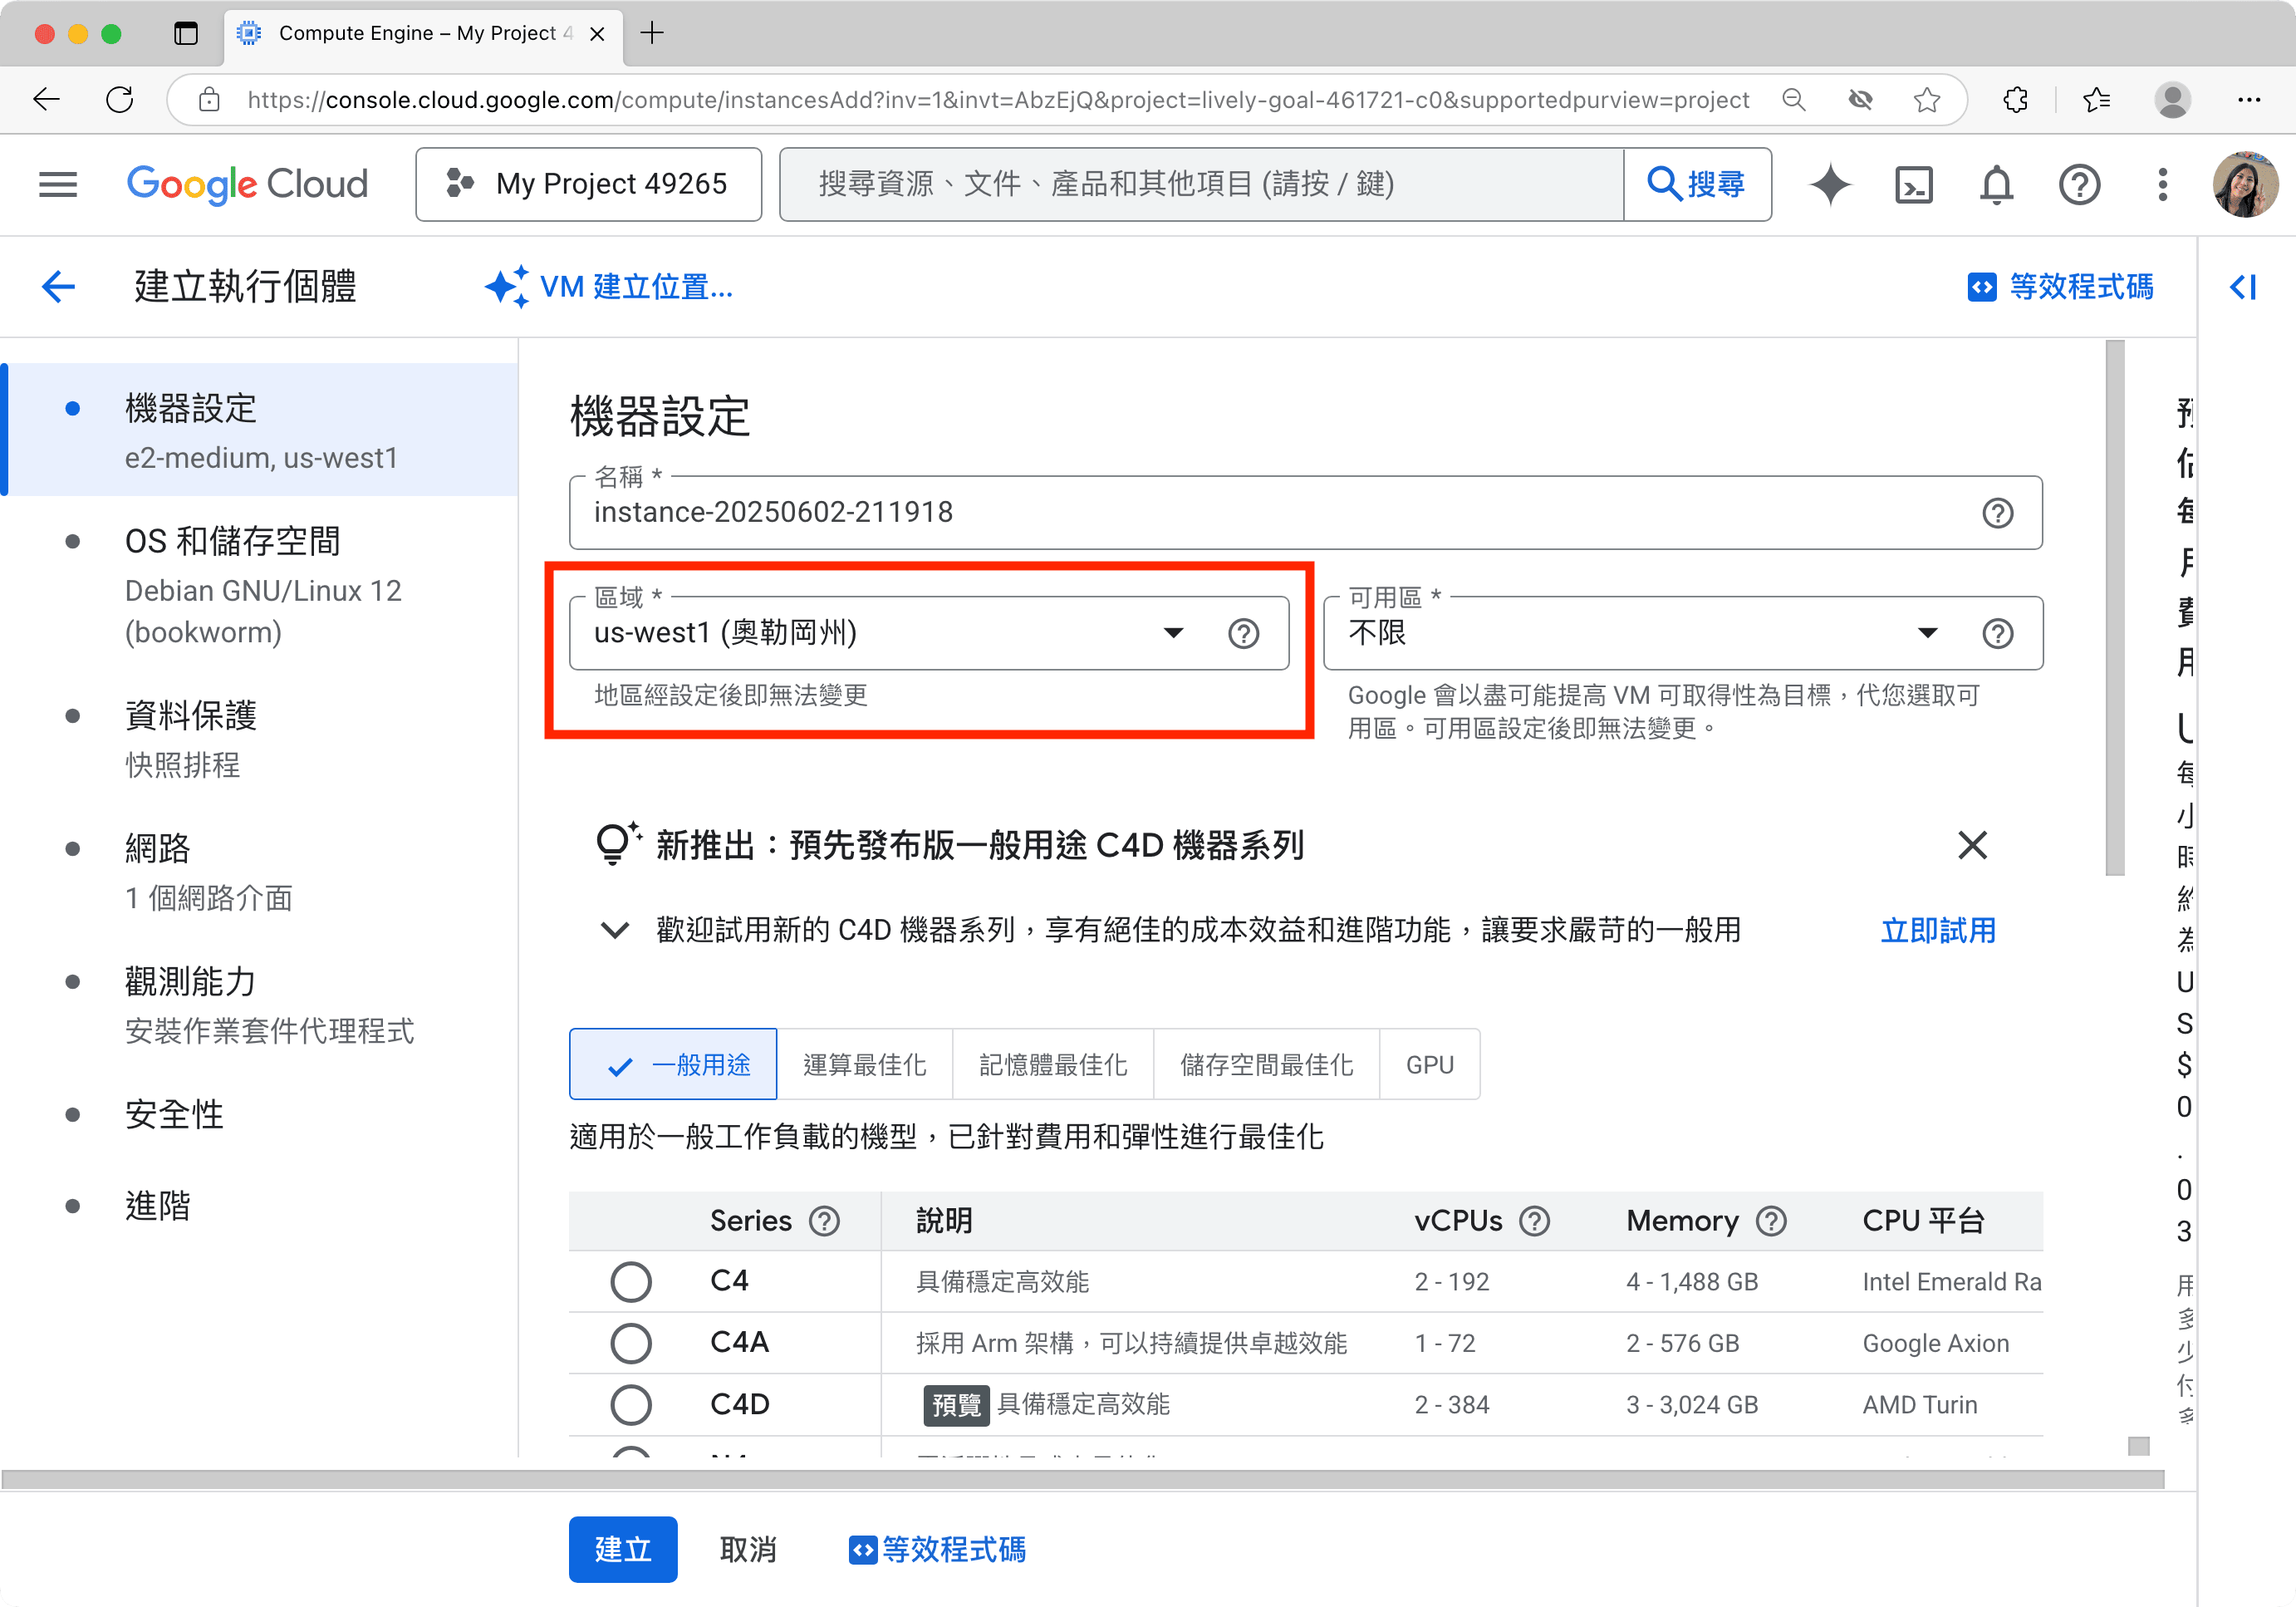 Compute Engine – My Project 4
https://console.cloud.google.com/compute/instancesAdd?inv=1&invt=AbzEjQ&project=lively-goal-461721-c0&supportedpurview=project
Google Cloud
My Project 49265
搜尋資源、文件、產品和其他項目 (請按 / 鍵)
搜尋
建立執行個體
VM 建立位置...
等效程式碼
機器設定
e2-medium, us-west1
OS 和儲存空間
Debian GNU/Linux 12
(bookworm)
資料保護
快照排程
網路
1 個網路介面
觀測能力
安裝作業套件代理程式
安全性
進階
機器設定
名稱 *
instance-20250602-211918
區域 *
us-west1 (奧勒岡州)
地區經設定後即無法變更
可用區 *
不限
Google 會以盡可能提高 VM 可取得性為目標，代您選取可
用區。可用區設定後即無法變更。
新推出：預先發布版一般用途 C4D 機器系列
歡迎試用新的 C4D 機器系列，享有絕佳的成本效益和進階功能，讓要求嚴苛的一般用
立即試用
一般用途
運算最佳化
記憶體最佳化
儲存空間最佳化
GPU
適用於一般工作負載的機型，已針對費用和彈性進行最佳化
Series 說明 vCPUs Memory CPU 平台
C4 具備穩定高效能 2 - 192 4 - 1,488 GB Intel Emerald Ra
C4A 採用 Arm 架構，可以持續提供卓越效能 1 - 72 2 - 576 GB Google Axion
C4D 預覽 具備穩定高效能 2 - 384 3 - 3,024 GB AMD Turin
預
估
每
月
費
用
U
每
小
時
約
為
U
S
$
0
.
0
3
用
多
少
付
多
建立
取消
等效程式碼